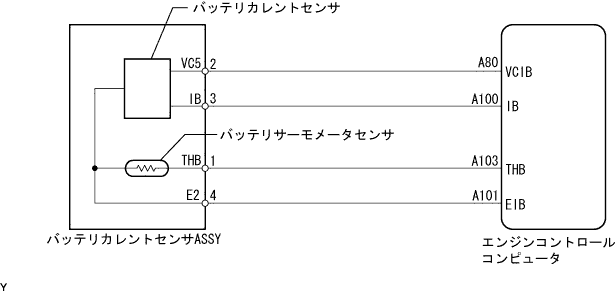 バッテリカレントセンサ
VC5 2 A80 VCIB
IB 3 A100 IB
バッテリサーモメータセンサ
THB 1 A103 THB
E2 4 A101 EIB
バッテリカレントセンサASSY
エンジンコントロール
コンピュータ
Y